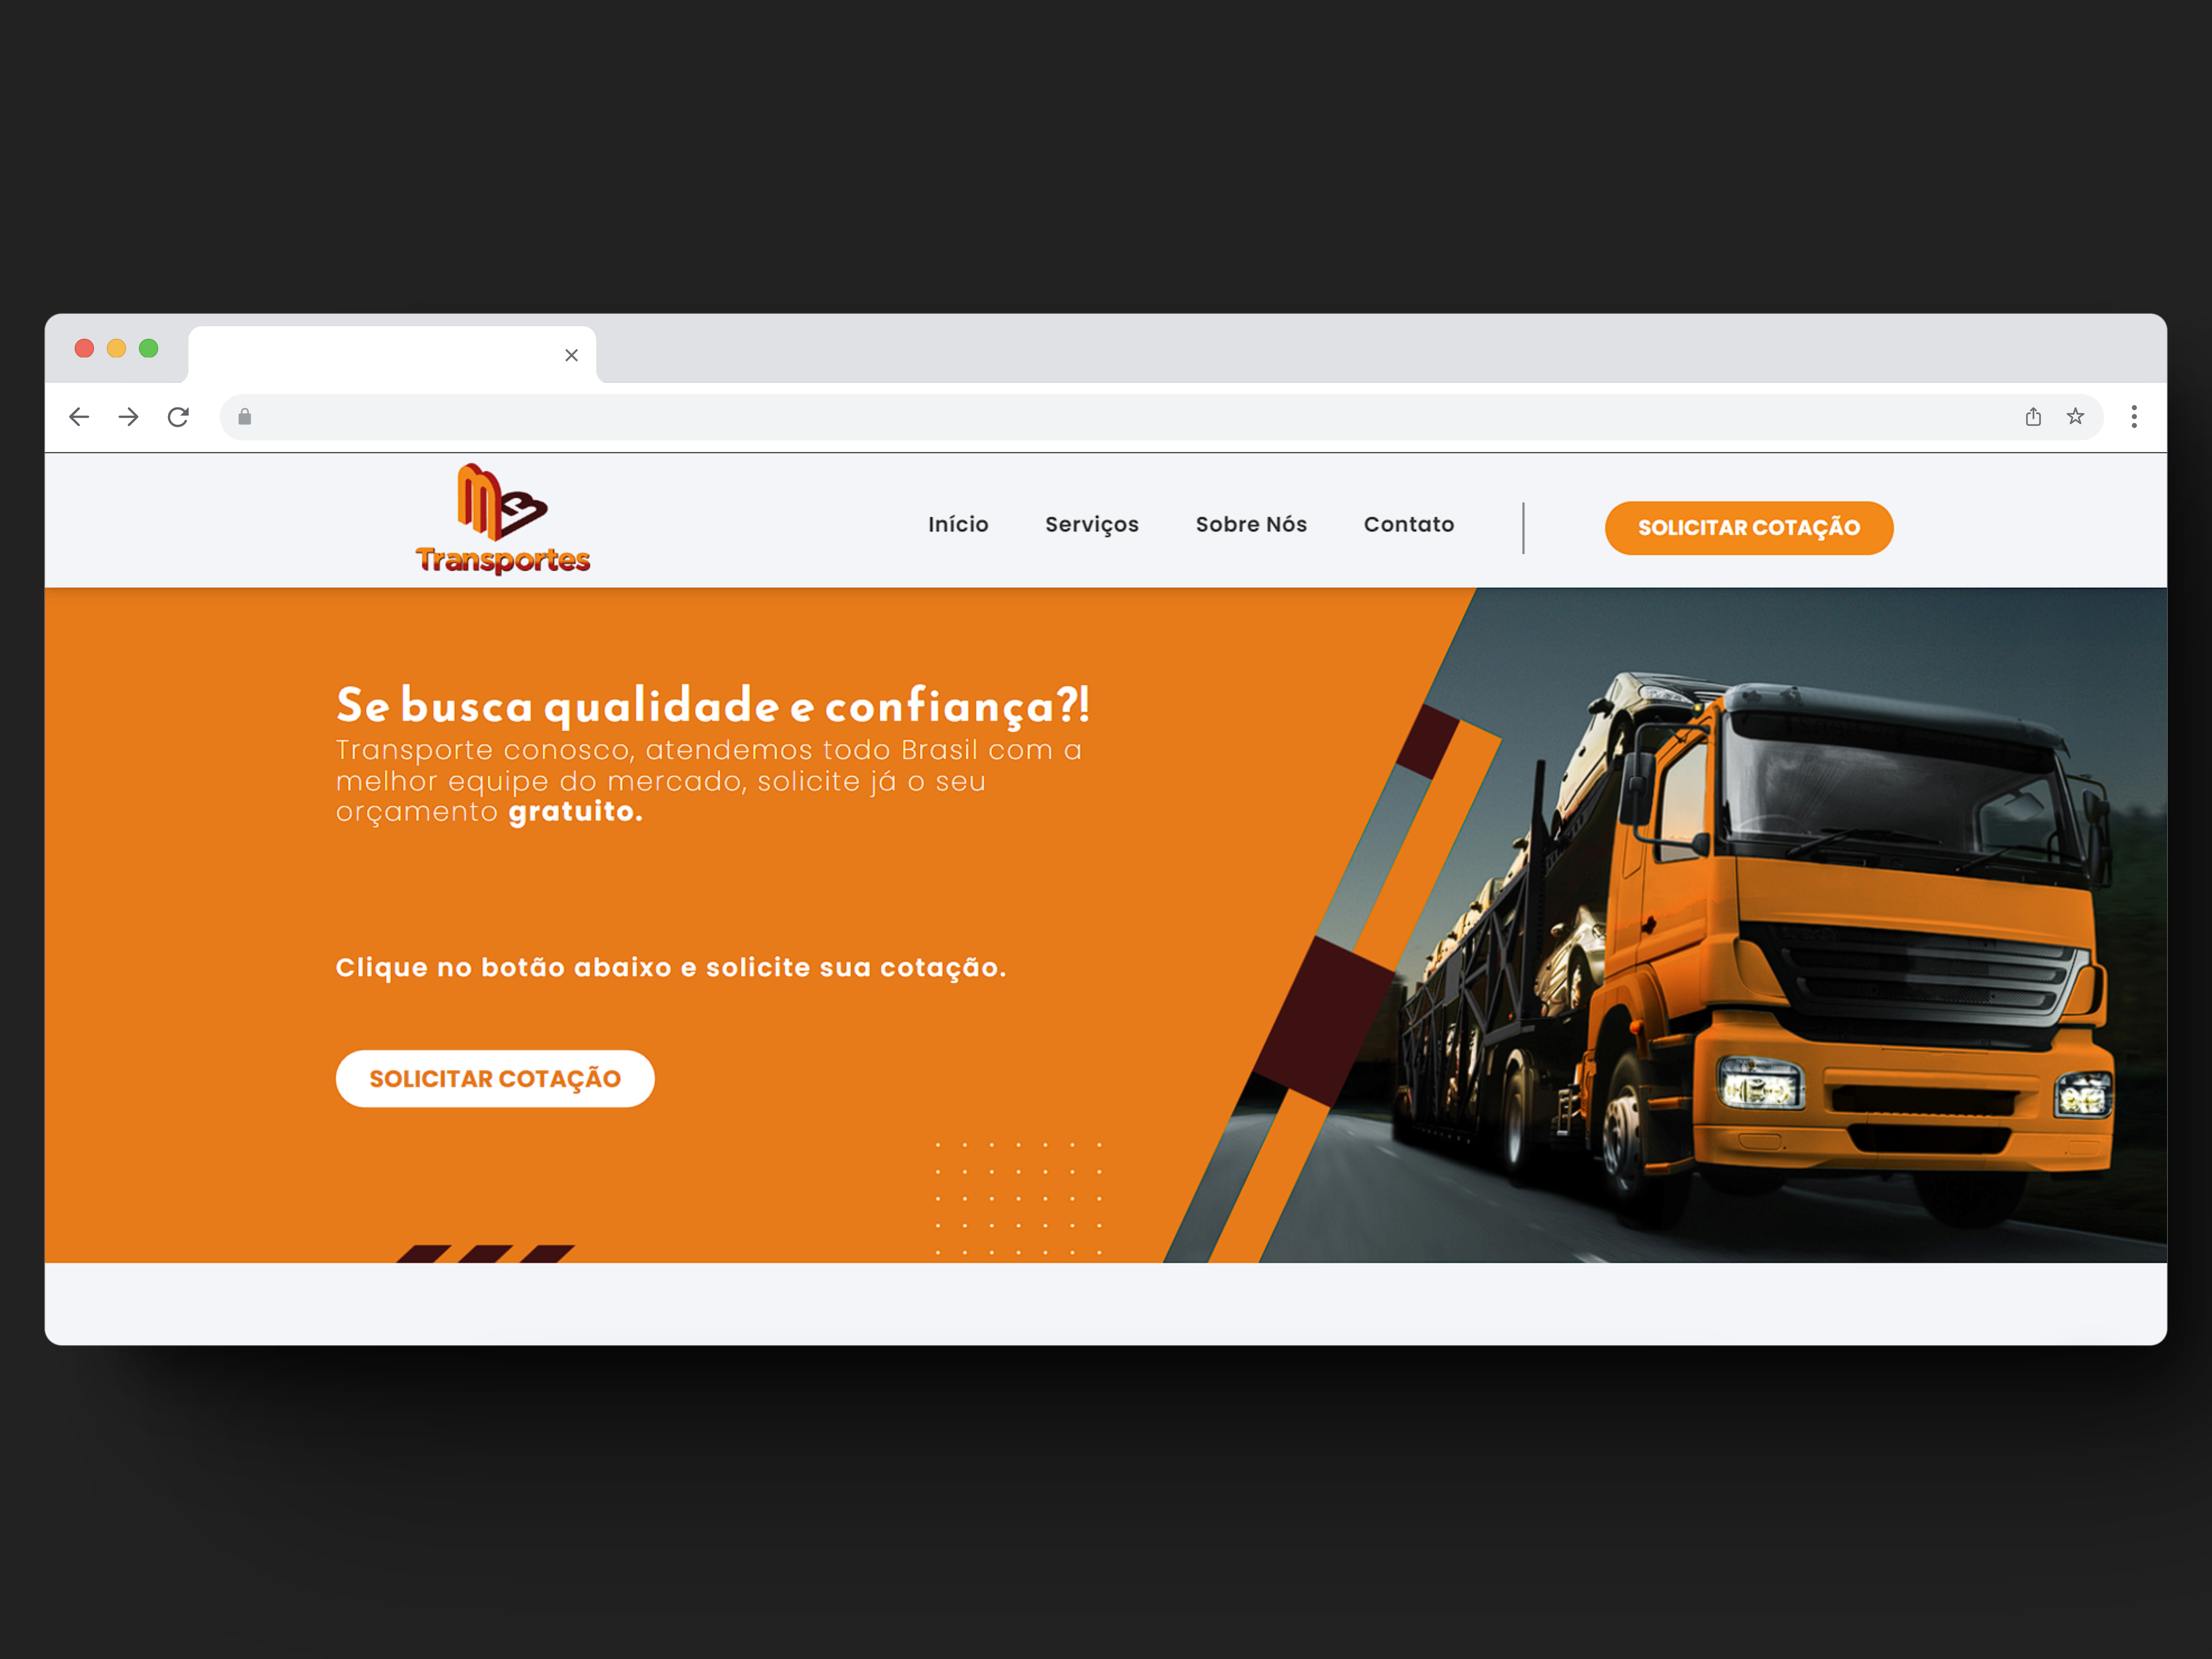 Transportes
Início Serviços Sobre Nós Contato SOLICITAR COTAÇÃO
Se busca qualidade e confiança?!
Transporte conosco, atendemos todo Brasil com a
melhor equipe do mercado, solicite já o seu
orçamento gratuito.
Clique no botão abaixo e solicite sua cotação.
SOLICITAR COTAÇÃO